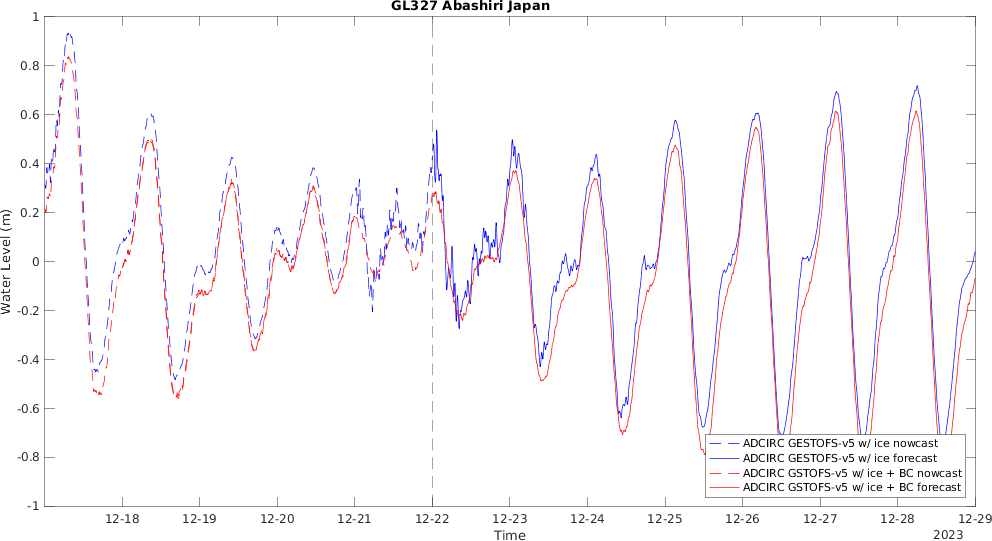 GL327 Abashiri Japan
1
0.8
0.6
0.4
0.2
0
-0.2
-0.4
-0.6
-0.8
-1
Water Level (m)
ADCIRC GESTOFS-v5 w/ ice nowcast
ADCIRC GESTOFS-v5 w/ ice forecast
ADCIRC GSTOFS-v5 w/ ice + BC nowcast
ADCIRC GSTOFS-v5 w/ ice + BC forecast
12-18 12-19 12-20 12-21 12-22 12-23 12-24 12-25 12-26 12-27 12-28 12-29
Time
2023